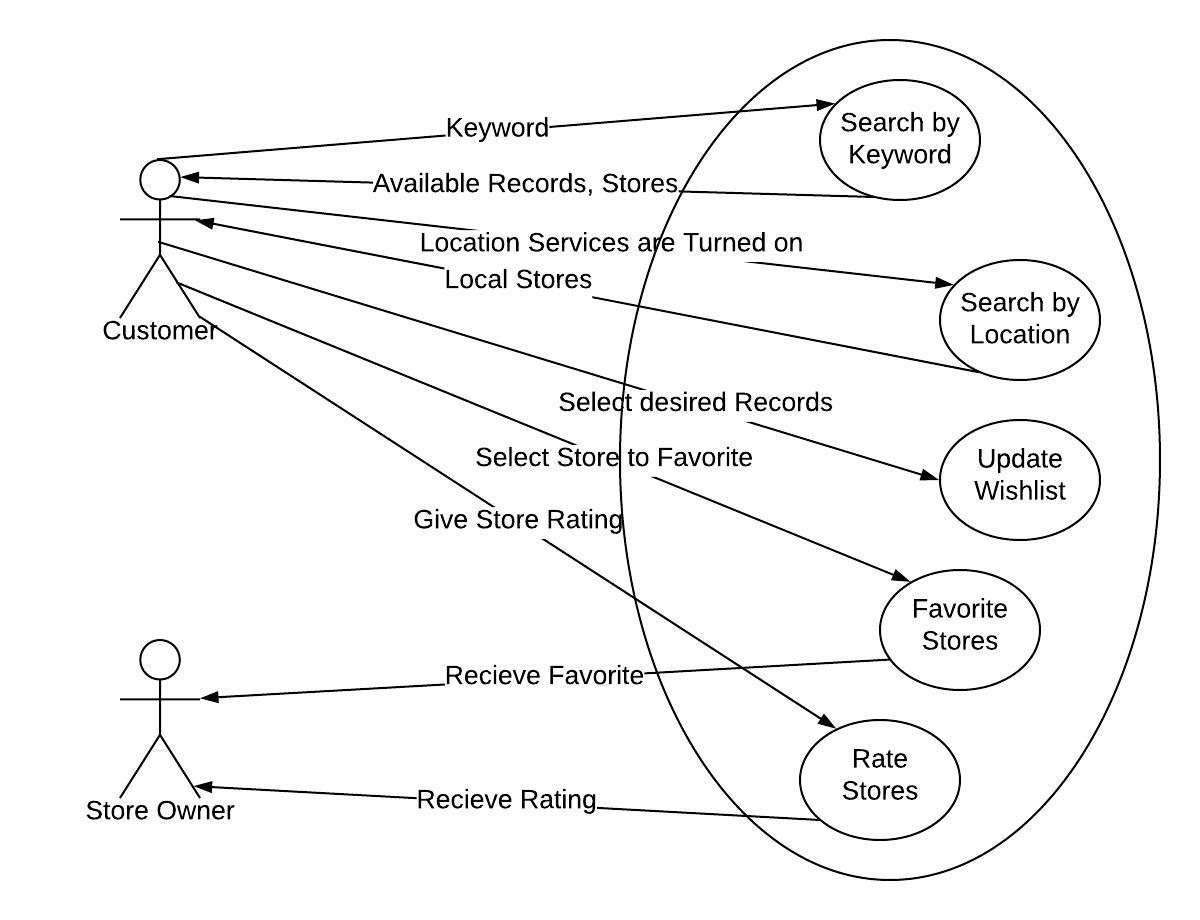 Keyword
Search by
Keyword
Available Records, Stores
Location Services are Turned on
Local Stores
Search by
Location
Customer
Select desired Records
Update
Wishlist
Select Store to Favorite
Give Store Rating
Favorite
Stores
Recieve Favorite
Rate
Stores
Recieve Rating
Store Owner